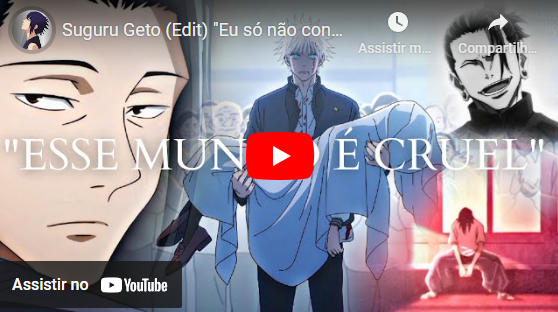 Suguru Geto (Edit) "Eu só não con...
Assistir m...
Compartilh...
"ESSE MUN O É CRUEL"
Assistir no YouTube